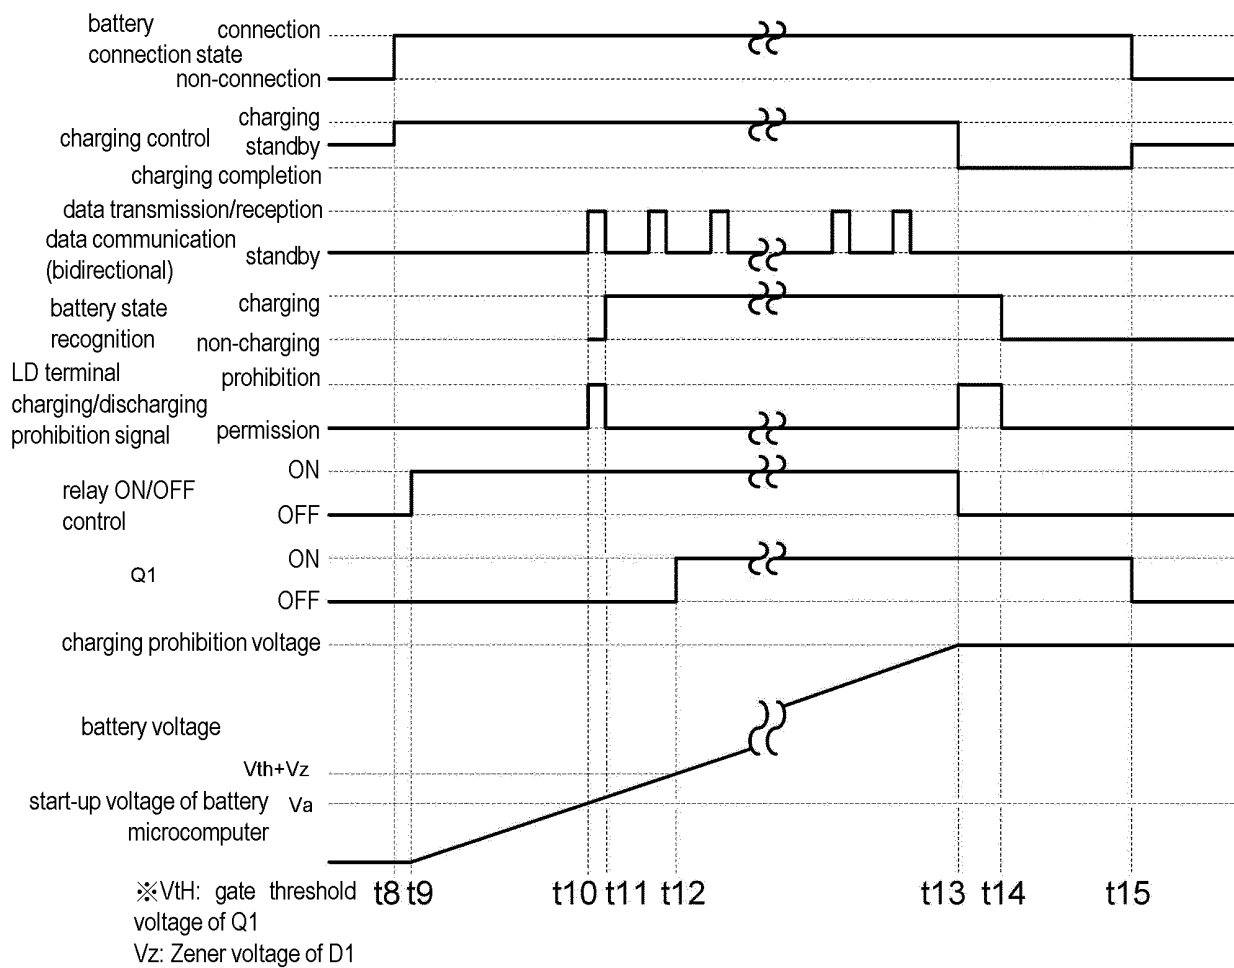 battery
connection
connection state
non-connection
charging
charging control
standby
charging completion
data transmission/reception
data communication
(bidirectional)
standby
battery state
charging
recognition
non-charging
LD terminal
prohibition
charging/discharging
prohibition signal
permission
ON
relay ON/OFF
control
OFF
ON
Q1
OFF
charging prohibition voltage
battery voltage
Vth+Vz
start-up voltage of battery Va
microcomputer
t8 t9 t10 t11 t12 t13 t14 t15
※VtH: gate threshold
voltage of Q1
Vz: Zener voltage of D1